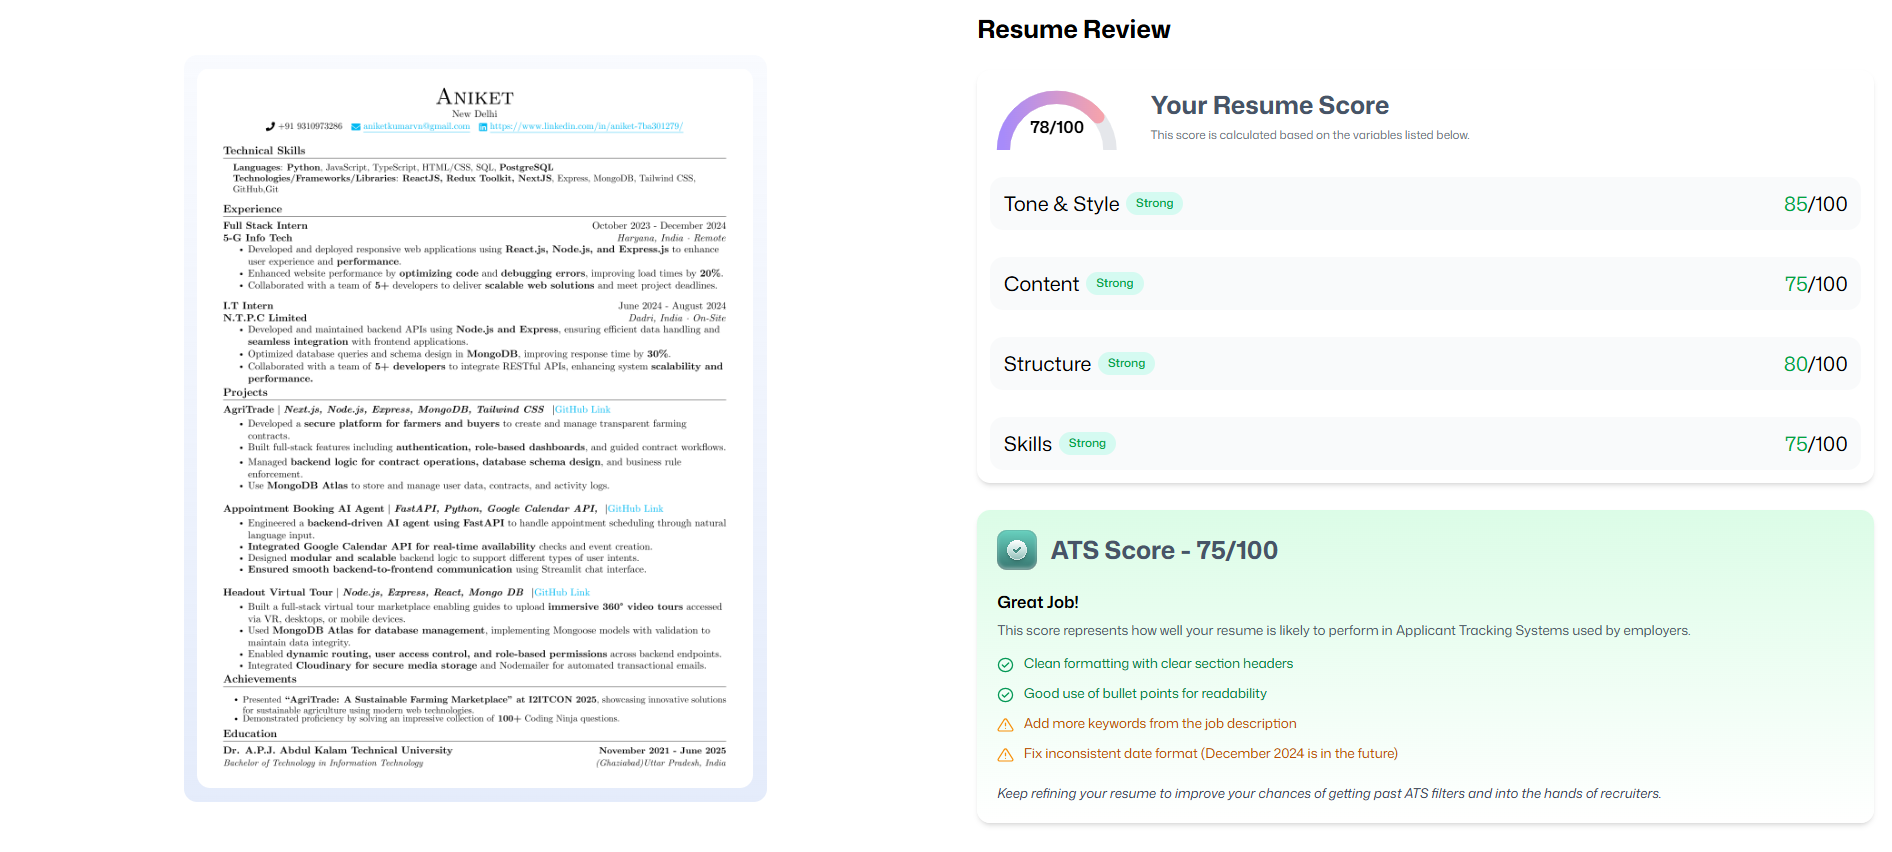 ANIKET
New Delhi
+91 9310973286 aniketkumarvn@gmail.com https://www.linkedin.com/in/aniket-7ba301279/
Technical Skills
Languages: Python, JavaScript, TypeScript, HTML/CSS, SQL, PostgreSQL
Technologies/Frameworks/Libraries: ReactJS, Redux Toolkit, NextJS, Express, MongoDB, Tailwind CSS,
GitHub,Git
Experience
Full Stack Intern October 2023 - December 2024
5-G Info Tech Haryana, India · Remote
• Developed and deployed responsive web applications using React.js, Node.js, and Express.js to enhance
user experience and performance.
• Enhanced website performance by optimizing code and debugging errors, improving load times by 20%.
• Collaborated with a team of 5+ developers to deliver scalable web solutions and meet project deadlines.
I.T Intern June 2024 - August 2024
N.T.P.C Limited Dadri, India · On-Site
• Developed and maintained backend APIs using Node.js and Express, ensuring efficient data handling and
seamless integration with frontend applications.
• Optimized database queries and schema design in MongoDB, improving response time by 30%.
• Collaborated with a team of 5+ developers to integrate RESTful APIs, enhancing system scalability and
performance.
Projects
AgriTrade | Next.js, Node.js, Express, MongoDB, Tailwind CSS |GitHub Link
• Developed a secure platform for farmers and buyers to create and manage transparent farming
contracts.
• Built full-stack features including authentication, role-based dashboards, and guided contract workflows.
• Managed backend logic for contract operations, database schema design, and business rule
enforcement.
• Use MongoDB Atlas to store and manage user data, contracts, and activity logs.
Appointment Booking AI Agent | FastAPI, Python, Google Calendar API, |GitHub Link
• Engineered a backend-driven AI agent using FastAPI to handle appointment scheduling through natural
language input.
• Integrated Google Calendar API for real-time availability checks and event creation.
• Designed modular and scalable backend logic to support different types of user intents.
• Ensured smooth backend-to-frontend communication using Streamlit chat interface.
Headout Virtual Tour | Node.js, Express, React, Mongo DB |GitHub Link
• Built a full-stack virtual tour marketplace enabling guides to upload immersive 360° video tours accessed
via VR, desktops, or mobile devices.
• Used MongoDB Atlas for database management, implementing Mongoose models with validation to
maintain data integrity.
• Enabled dynamic routing, user access control, and role-based permissions across backend endpoints.
• Integrated Cloudinary for secure media storage and Nodemailer for automated transactional emails.
Achievements
• Presented “AgriTrade: A Sustainable Farming Marketplace” at I2ITCON 2025, showcasing innovative solutions
for sustainable agriculture using modern web technologies.
• Demonstrated proficiency by solving an impressive collection of 100+ Coding Ninja questions.
Education
Dr. A.P.J. Abdul Kalam Technical University November 2021 - June 2025
Bachelor of Technology in Information Technology (Ghaziabad)Uttar Pradesh, India
Resume Review
78/100
Your Resume Score
This score is calculated based on the variables listed below.
Tone & Style Strong 85/100
Content Strong 75/100
Structure Strong 80/100
Skills Strong 75/100
ATS Score - 75/100
Great Job!
This score represents how well your resume is likely to perform in Applicant Tracking Systems used by employers.
Clean formatting with clear section headers
Good use of bullet points for readability
Add more keywords from the job description
Fix inconsistent date format (December 2024 is in the future)
Keep refining your resume to improve your chances of getting past ATS filters and into the hands of recruiters.